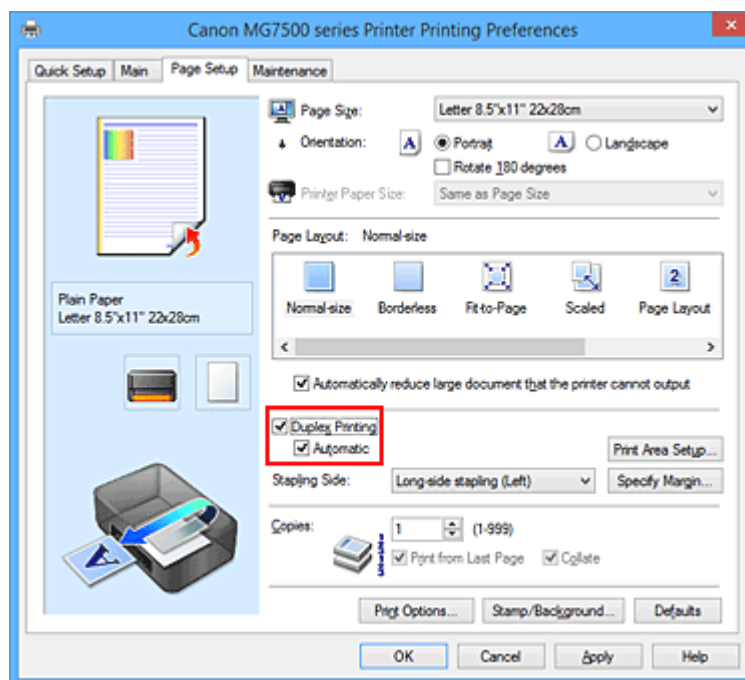 Canon MG7500 series Printer Printing Preferences
Quick Setup Main Page Setup Maintenance
Page Size: Letter 8.5"x11" 22x28cm
Orientation: A Portrait A Landscape
Rotate 180 degrees
Printer Paper Size: Same as Page Size
Page Layout: Normal-size
2
Normal-size Borderless Fit-to-Page Scaled Page Layout
Plain Paper
Letter 8.5"x11" 22x28cm
Automatically reduce large document that the printer cannot output
Duplex Printing
Automatic
Print Area Setup...
Stapling Side: Long-side stapling (Left) Specify Margin...
Copies: 1 (1-999)
Print from Last Page Collate
A
Print Options... Stamp/Background... Defaults
OK Cancel Apply Help